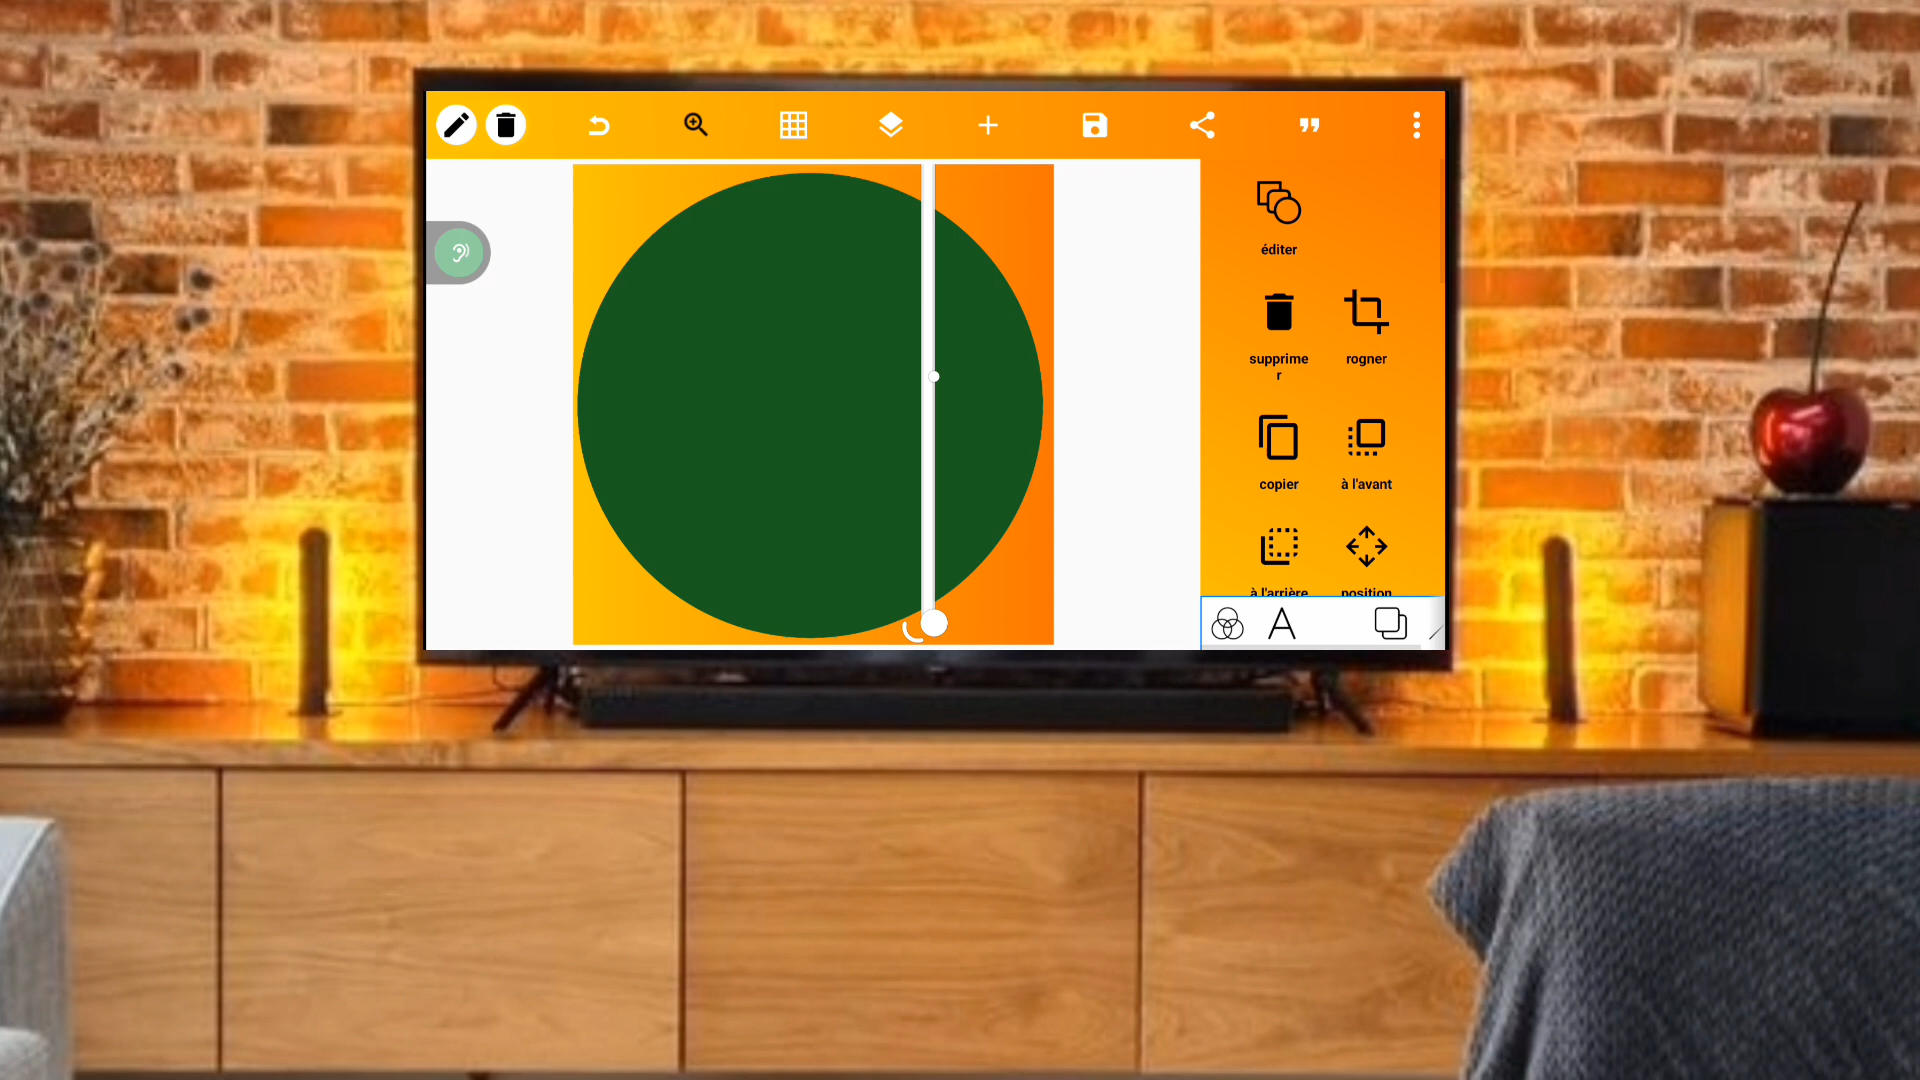 éditer
supprime
r
rogner
copier
à l'avant
à l'arrière
position
A